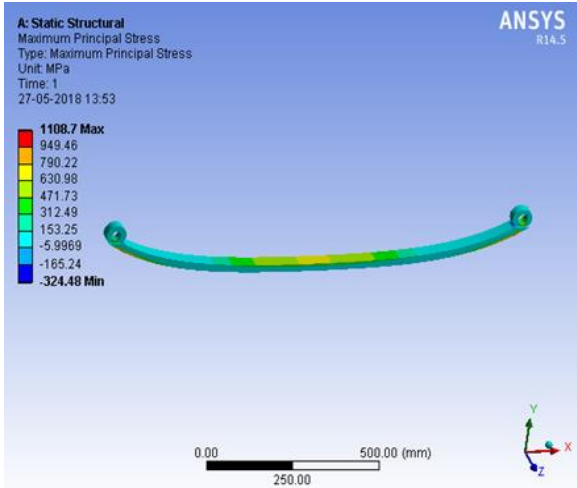 A: Static Structural
Maximum Principal Stress
Type: Maximum Principal Stress
Unit: MPa
Time: 1
27-05-2018 13:53
ANSYS
R14.5
1108.7 Max
949.46
790.22
630.98
471.73
312.49
153.25
-5.9969
-165.24
-324.48 Min
0.00
500.00 (mm)
250.00
Y
X
Z